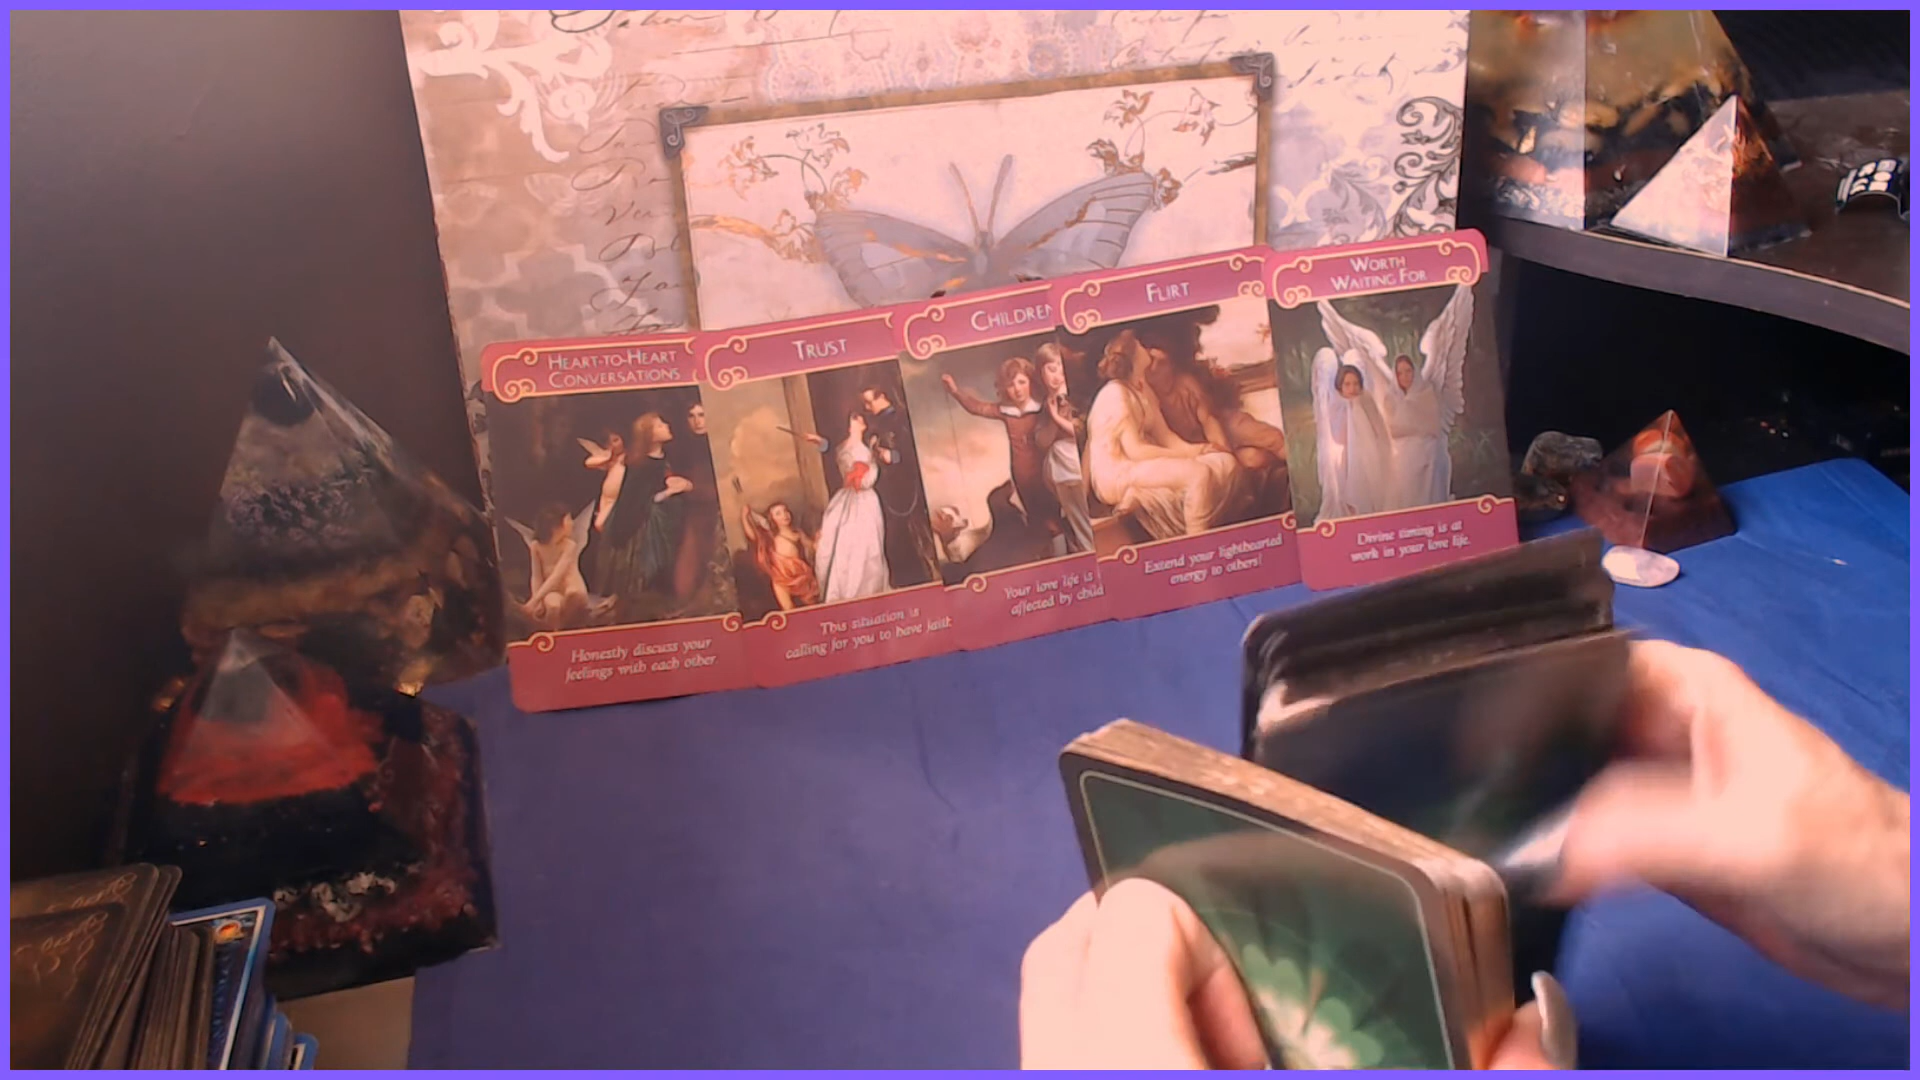 HEART-TO-HEART
CONVERSATIONS
Honestly discuss your
feelings with each other.
TRUST
This situation is
calling for you to have faith.
CHILDREN
Your love life is
affected by child
FLIRT
Extend your lighthearted
energy to others!
WORTH
WAITING FOR
Divine timing is at
work in your love life.